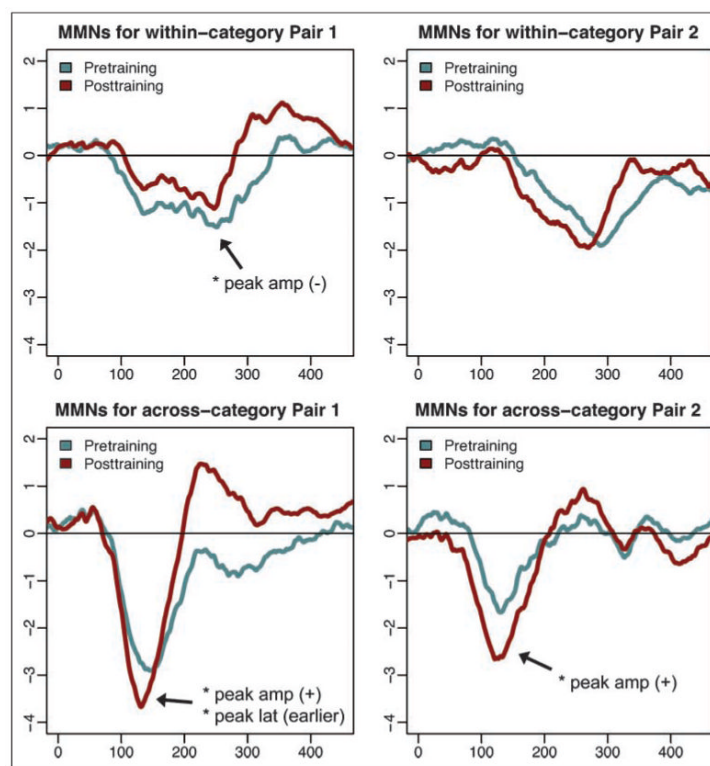 MMNs for within−category Pair 1
Pretraining
Posttraining
2
1
0
−1
−2
−3
−4
* peak amp (-)
0 100 200 300 400
MMNs for within−category Pair 2
Pretraining
Posttraining
2
1
0
−1
−2
−3
−4
0 100 200 300 400
MMNs for across−category Pair 1
Pretraining
Posttraining
2
1
0
−1
−2
−3
−4
* peak amp (+)
* peak lat (earlier)
0 100 200 300 400
MMNs for across−category Pair 2
Pretraining
Posttraining
2
1
0
−1
−2
−3
−4
* peak amp (+)
0 100 200 300 400